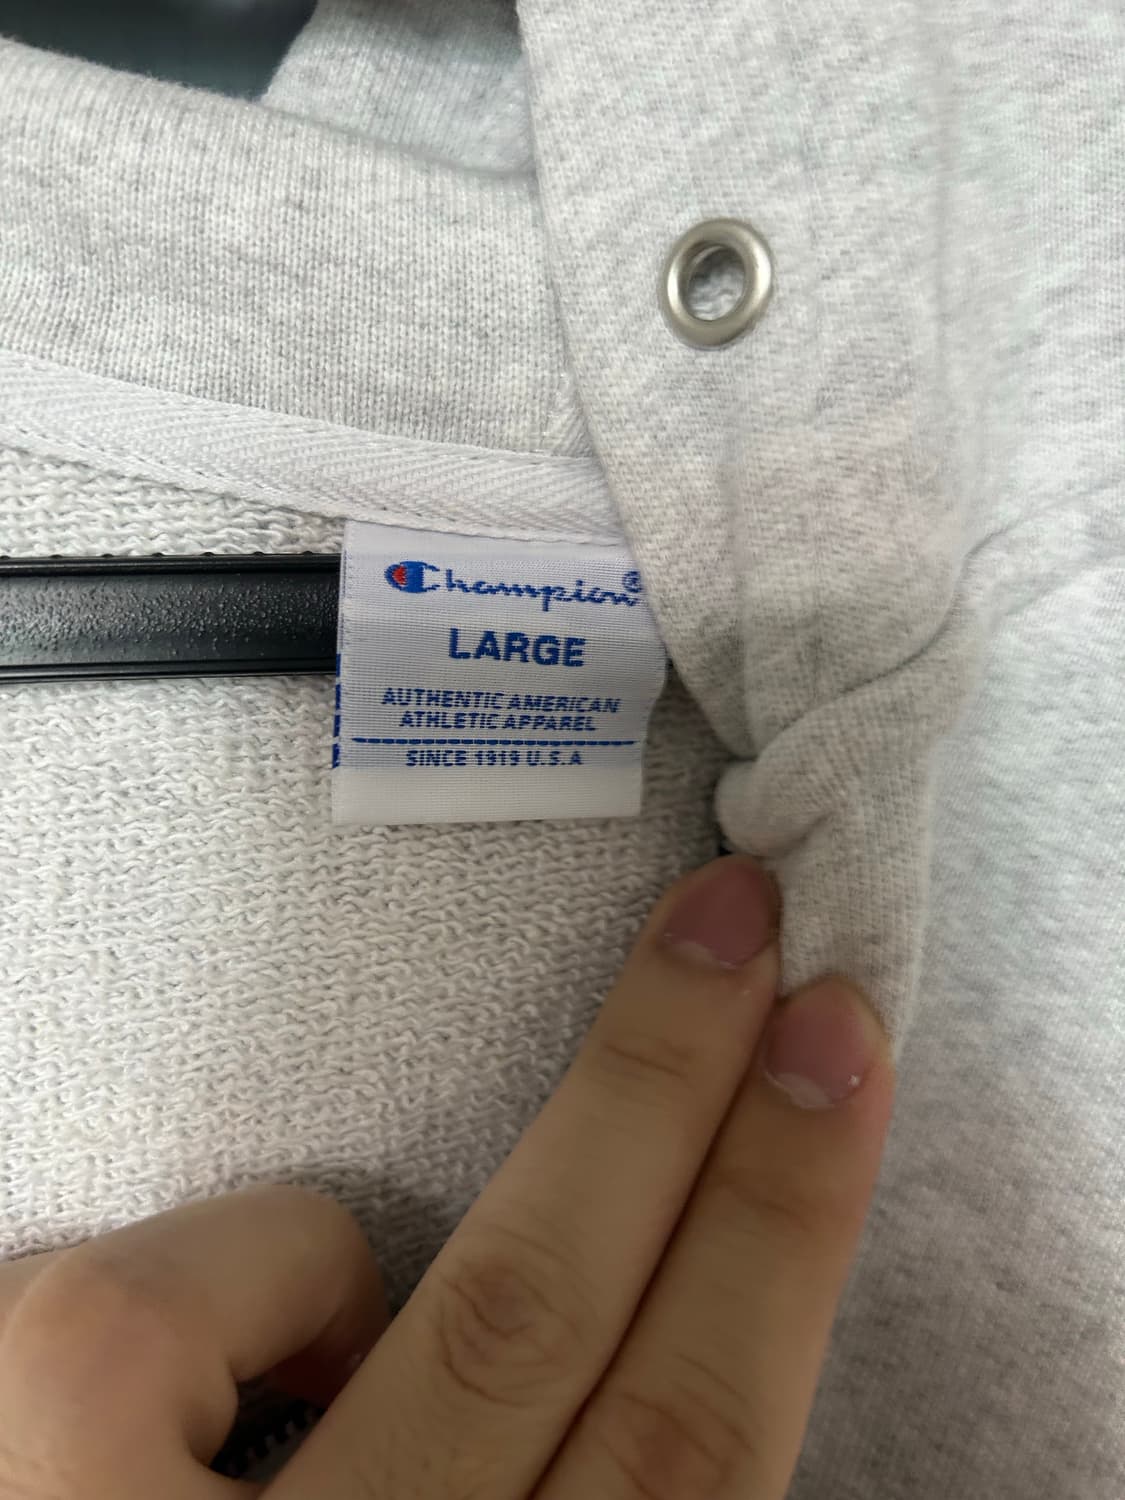 Champion®
LARGE
AUTHENTIC AMERICAN
ATHLETIC APPAREL
SINCE 1919 U.S.A